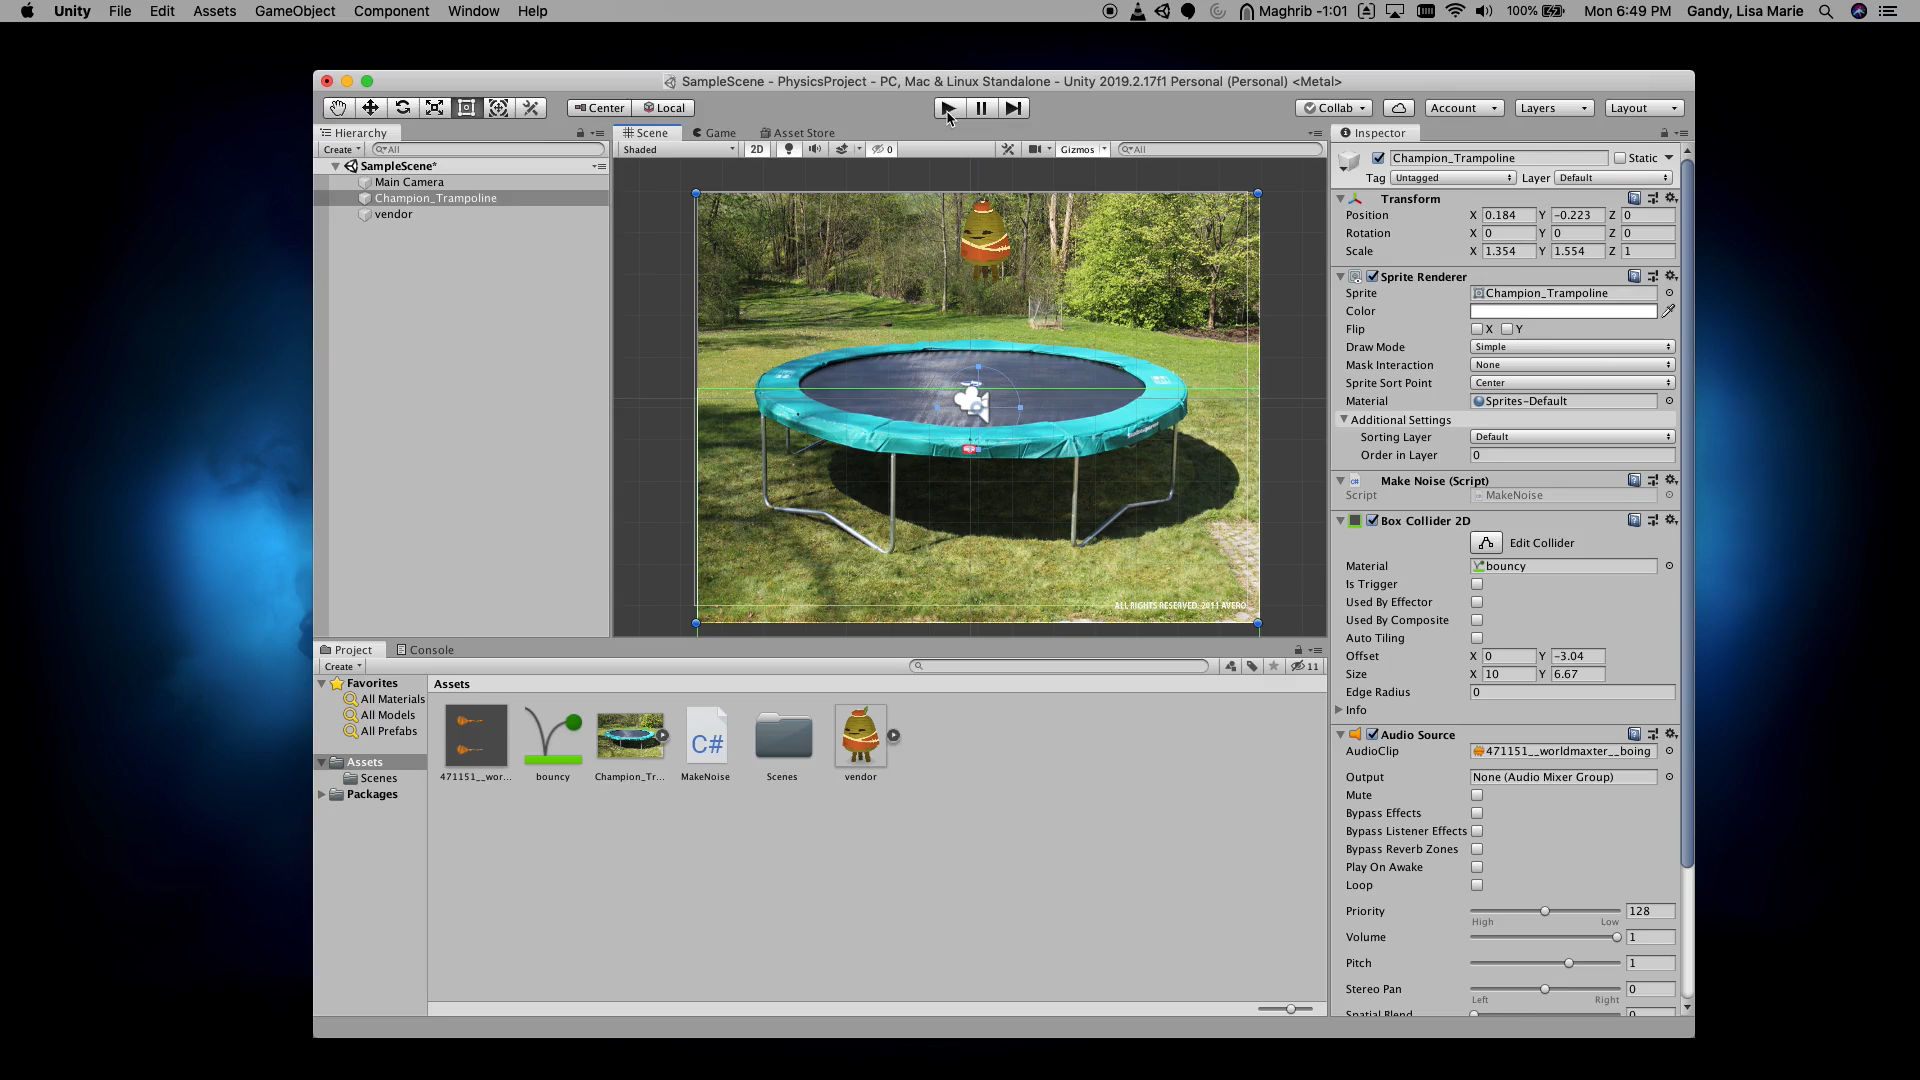 Unity File Edit Assets GameObject Component Window Help Maghrib -1:01 100% Mon 6:49 PM Gandy, Lisa Marie
SampleScene - PhysicsProject - PC, Mac & Linux Standalone - Unity 2019.2.17f1 Personal (Personal) <Metal>
Center Local Collab Account Layers Layout
Hierarchy
Create All
SampleScene*
Main Camera
Champion_Trampoline
vendor
Scene Game Asset Store
Shaded 2D 0 Gizmos All
ALL RIGHTS RESERVED. 2011 AVERO
Inspector
Champion_Trampoline Static
Tag Untagged Layer Default
Transform
Position X 0.184 Y -0.223 Z 0
Rotation X 0 Y 0 Z 0
Scale X 1.354 Y 1.554 Z 1
Sprite Renderer
Sprite Champion_Trampoline
Color
Flip X Y
Draw Mode Simple
Mask Interaction None
Sprite Sort Point Center
Material Sprites-Default
Additional Settings
Sorting Layer Default
Order in Layer 0
Make Noise (Script)
Script MakeNoise
Box Collider 2D
Edit Collider
Material bouncy
Is Trigger
Used By Effector
Used By Composite
Auto Tiling
Offset X 0 Y -3.04
Size X 10 Y 6.67
Edge Radius 0
Info
Audio Source
AudioClip 471151__worldmaxter__boing
Output None (Audio Mixer Group)
Mute
Bypass Effects
Bypass Listener Effects
Bypass Reverb Zones
Play On Awake
Loop
Priority 128
High Low
Volume 1
Pitch 1
Stereo Pan 0
Left Right
Spatial Blend 0
Project Console
Create 11
Favorites
All Materials
All Models
All Prefabs
Assets
Scenes
Packages
Assets
C#
471151__wor... bouncy Champion_Tr... MakeNoise Scenes vendor